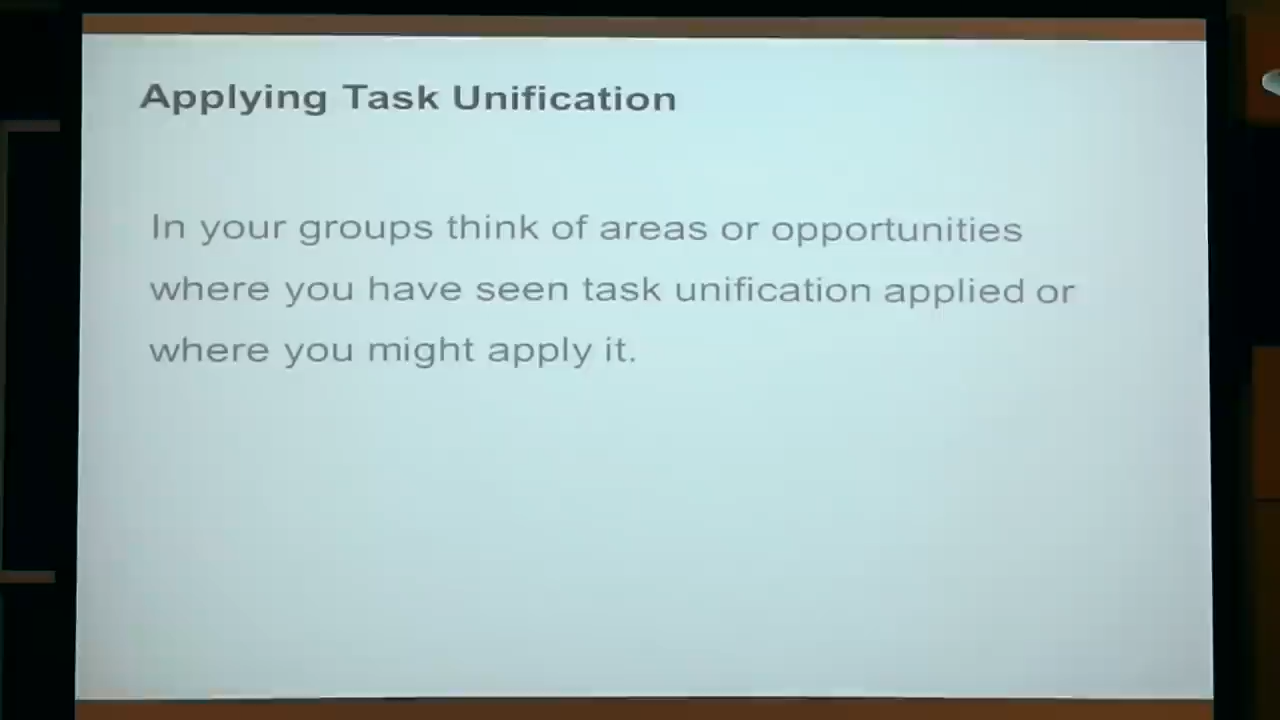 Applying Task Unification
In your groups think of areas or opportunities
where you have seen task unification applied or
where you might apply it.